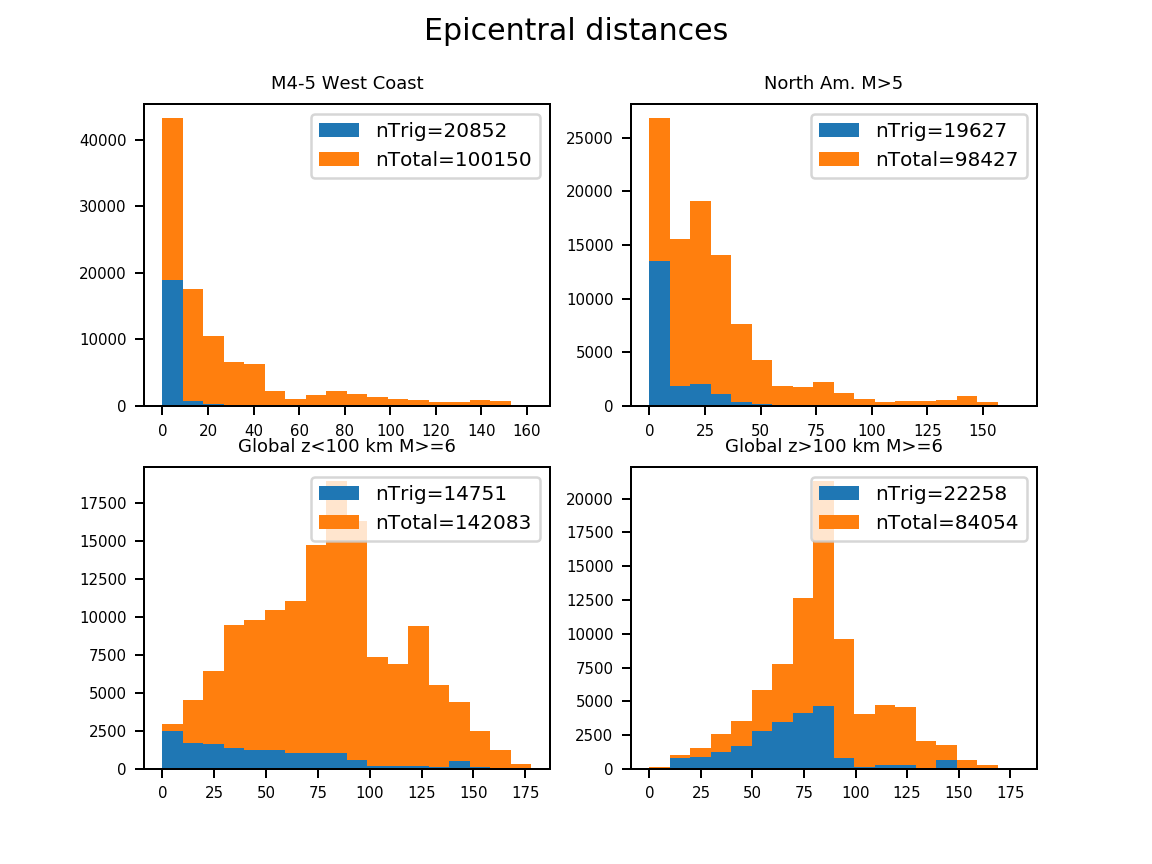 Epicentral distances
M4-5 West Coast
nTrig=20852
nTotal=100150
40000
30000
20000
10000
0
0 20 40 60 80 100 120 140 160
North Am. M>5
nTrig=19627
nTotal=98427
25000
20000
15000
10000
5000
0
0 25 50 75 100 125 150
Global z<100 km M>=6
nTrig=14751
nTotal=142083
17500
15000
12500
10000
7500
5000
2500
0
0 25 50 75 100 125 150 175
Global z>100 km M>=6
nTrig=22258
nTotal=84054
20000
17500
15000
12500
10000
7500
5000
2500
0
0 25 50 75 100 125 150 175